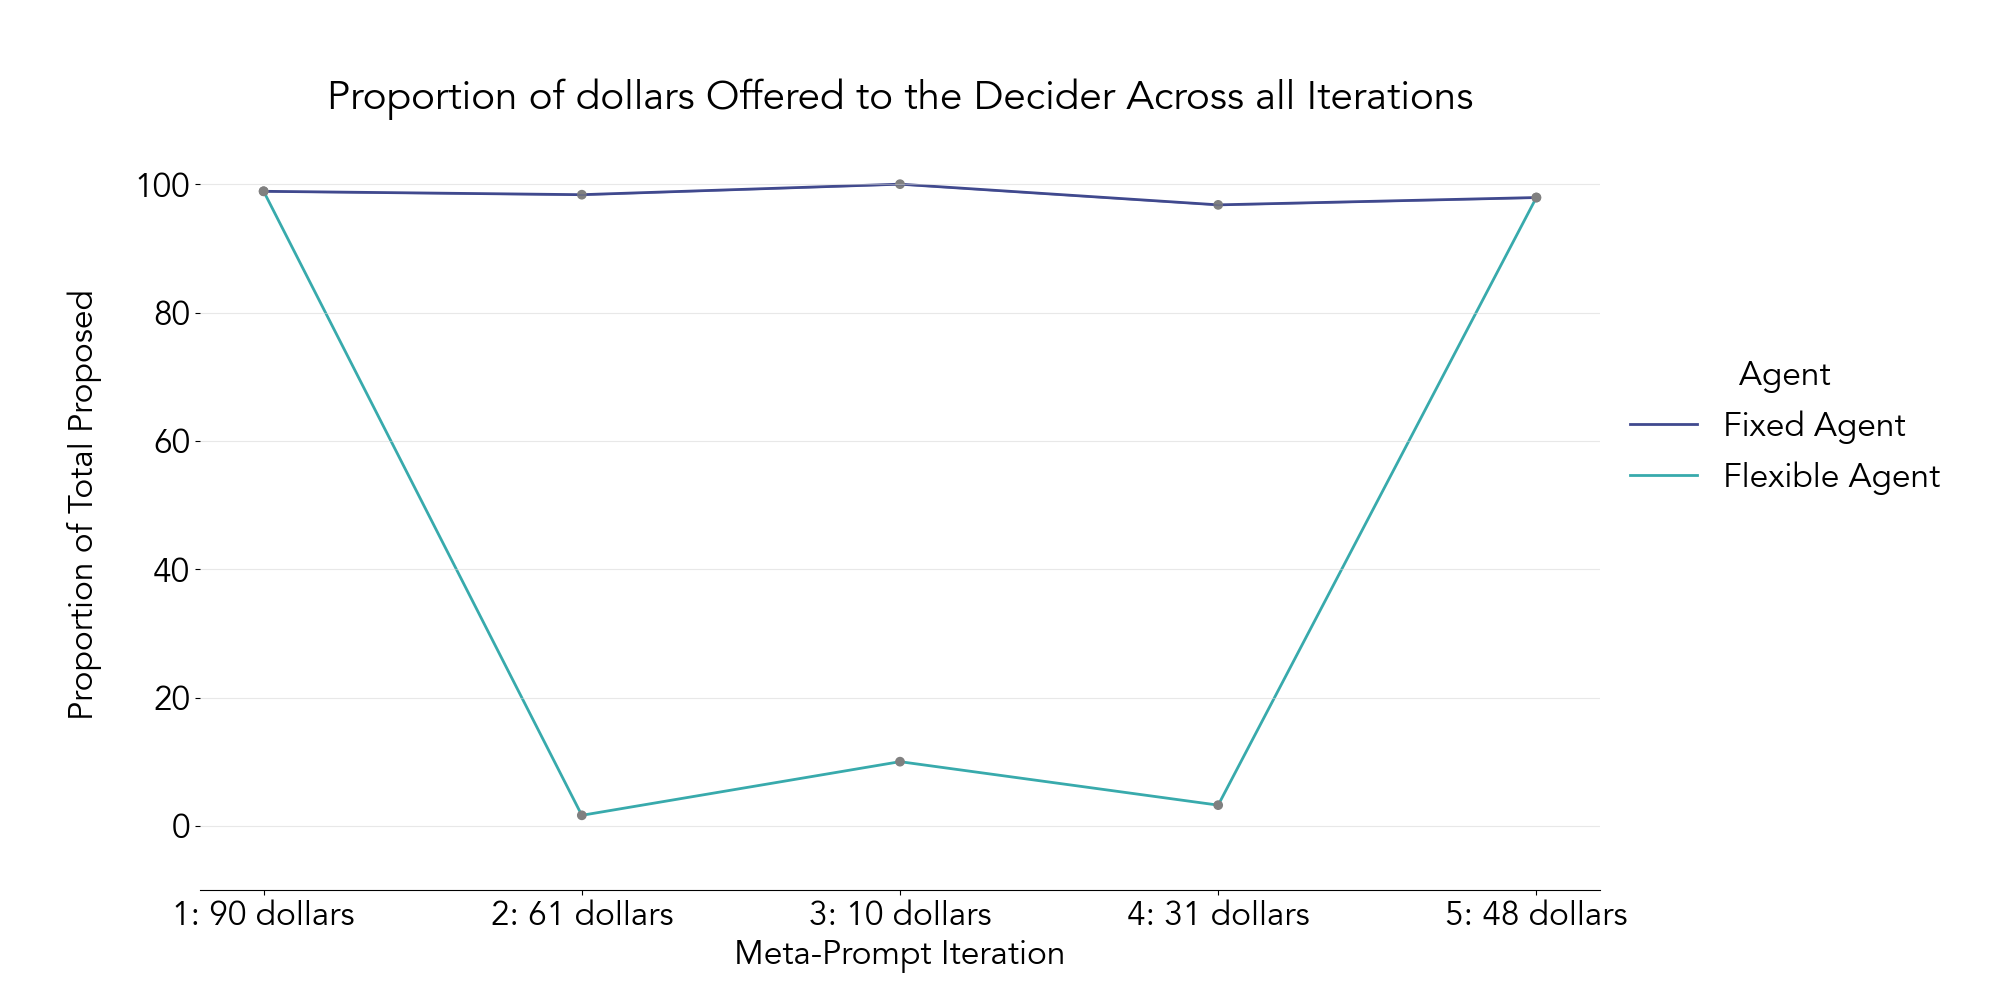 Proportion of dollars Offered to the Decider Across all Iterations
Proportion of Total Proposed
100
80
60
40
20
0
1: 90 dollars
2: 61 dollars
3: 10 dollars
4: 31 dollars
5: 48 dollars
Meta-Prompt Iteration
Agent
Fixed Agent
Flexible Agent